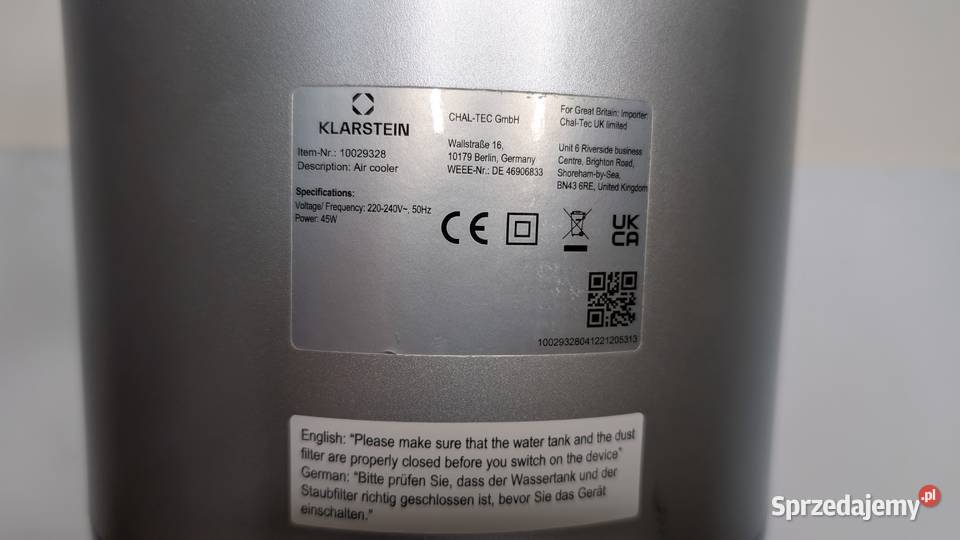 KLARSTEIN
Item-Nr.: 10029328
Description: Air cooler
Specifications:
Voltage/ Frequency: 220-240V~, 50Hz
Power: 45W
CHAL-TEC GmbH
Wallstraße 16,
10179 Berlin, Germany
WEEE-Nr.: DE 46906833
For Great Britain: Importer:
Chal-Tec UK limited
Unit 6 Riverside business
Centre, Brighton Road,
Shoreham-by-Sea,
BN43 6RE, United Kingdom
CE
UK
CA
10029328041221205313
English: "Please make sure that the water tank and the dust
filter are properly closed before you switch on the device"
German: "Bitte prüfen Sie, dass der Wassertank und der
Staubfilter richtig geschlossen ist, bevor Sie das Gerät
einschalten."
Sprzedajemy.pl